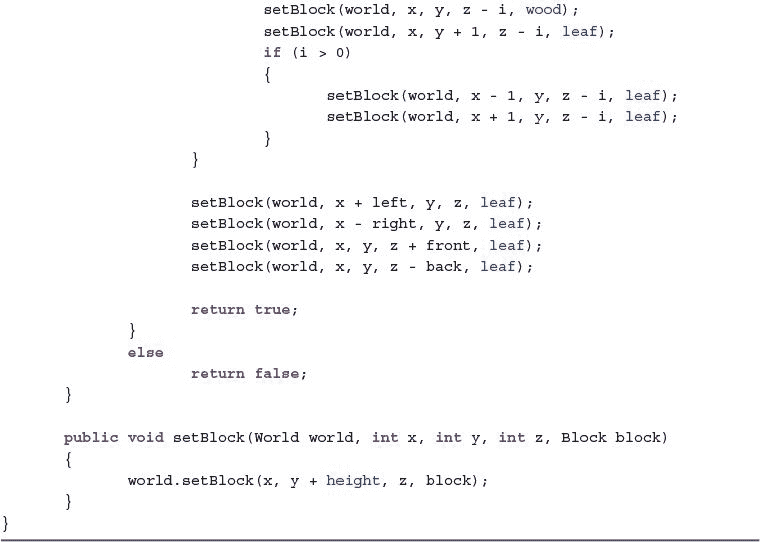 setBlock(world, x, y, z - i, wood);
setBlock(world, x, y + 1, z - i, leaf);
if (i > 0)
{
setBlock(world, x - 1, y, z - i, leaf);
setBlock(world, x + 1, y, z - i, leaf);
}
}
setBlock(world, x + left, y, z, leaf);
setBlock(world, x - right, y, z, leaf);
setBlock(world, x, y, z + front, leaf);
setBlock(world, x, y, z - back, leaf);
return true;
}
else
return false;
}
public void setBlock(World world, int x, int y, int z, Block block)
{
world.setBlock(x, y + height, z, block);
}
}